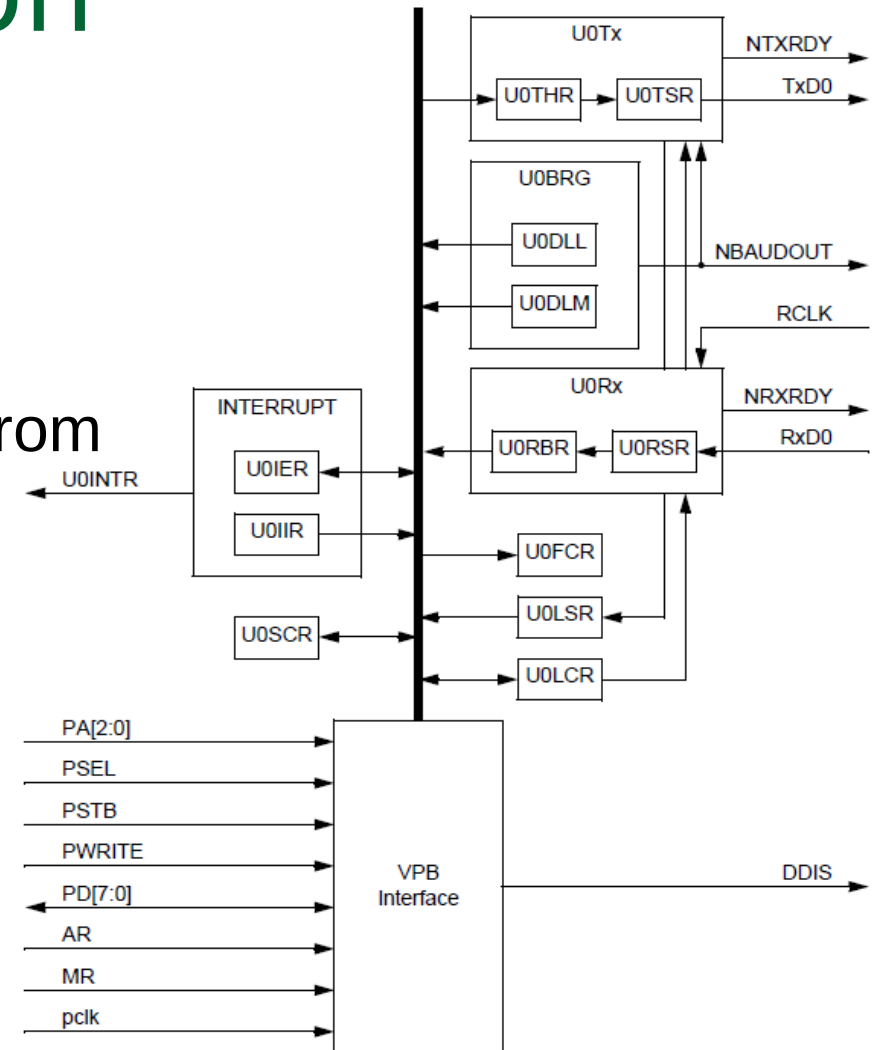 U0Tx
NTXRDY
U0THR
U0TSR
TxD0
U0BRG
U0DLL
NBAUDOUT
U0DLM
RCLK
U0Rx
INTERRUPT
NRXRDY
rom
U0RBR
U0RSR
RxD0
U0IER
U0INTR
U0IIR
U0FCR
U0LSR
U0SCR
U0LCR
PA[2:0]
PSEL
PSTB
PWRITE
VPB
Interface
DDIS
PD[7:0]
AR
MR
pclk